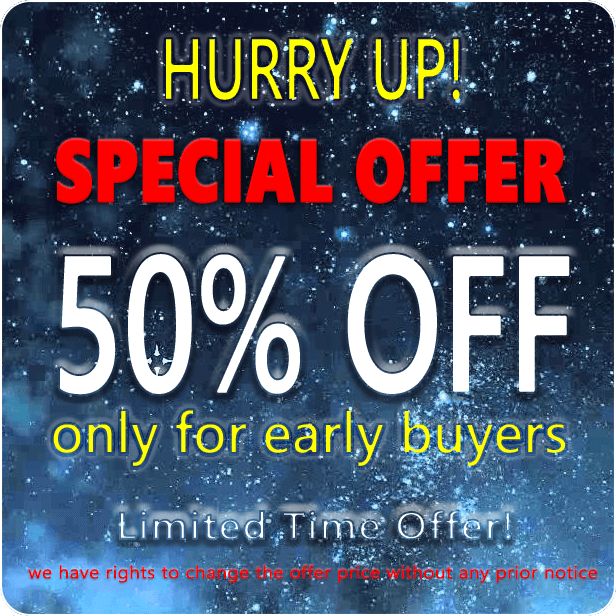 HURRY UP!
SPECIAL OFFER
50% OFF
only for early buyers
Limited Time Offer!
we have rights to change the offer price without any prior notice